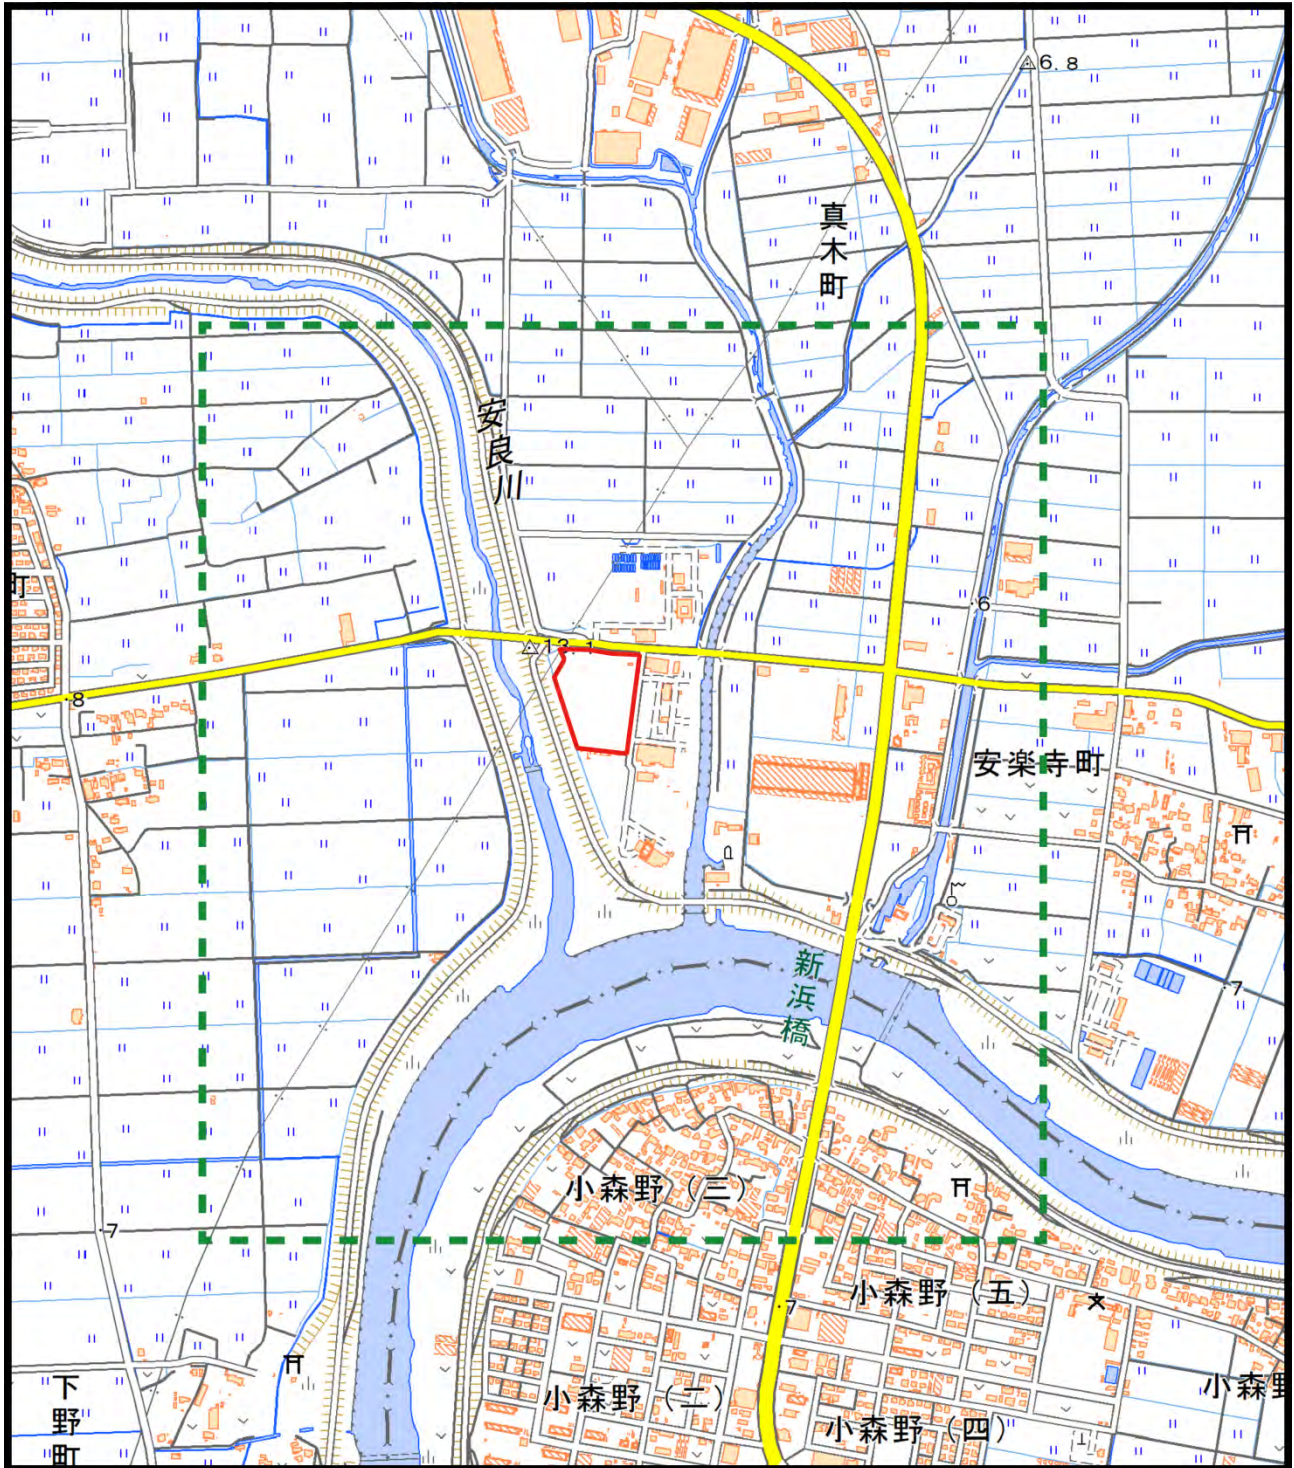 6.8
真木町
安良川
町
6
13.1
8
安楽寺町
新浜橋
7
小森野（三）
7
小森野（五）
7
下野町
小森野（二）
小森野（四）
小森野